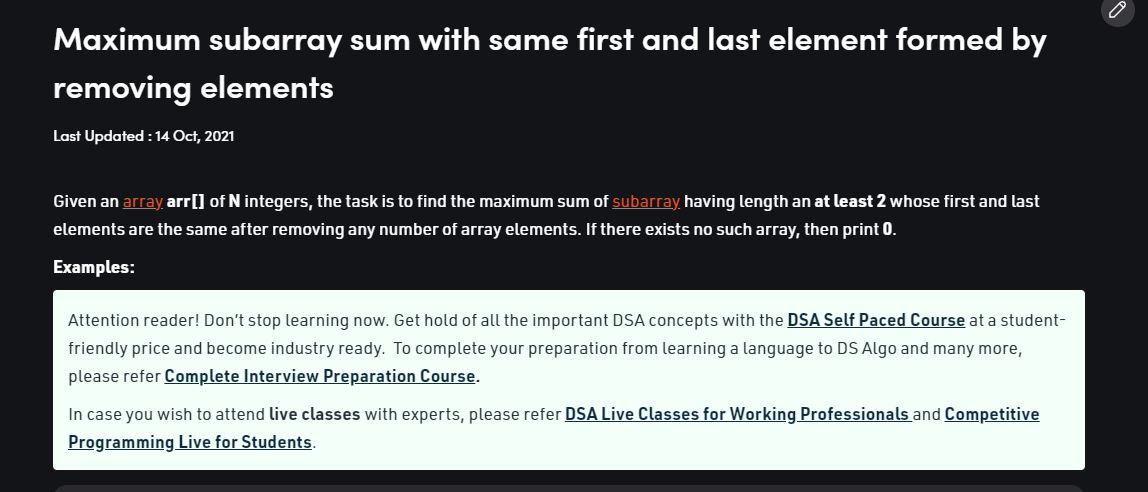 Maximum subarray sum with same first and last element formed by
removing elements
Last Updated : 14 Oct, 2021
Given an array arr[] of N integers, the task is to find the maximum sum of subarray having length an at least 2 whose first and last
elements are the same after removing any number of array elements. If there exists no such array, then print 0.
Examples:
Attention reader! Don’t stop learning now. Get hold of all the important DSA concepts with the DSA Self Paced Course at a student-
friendly price and become industry ready.  To complete your preparation from learning a language to DS Algo and many more,
please refer Complete Interview Preparation Course.
In case you wish to attend live classes with experts, please refer DSA Live Classes for Working Professionals and Competitive
Programming Live for Students.